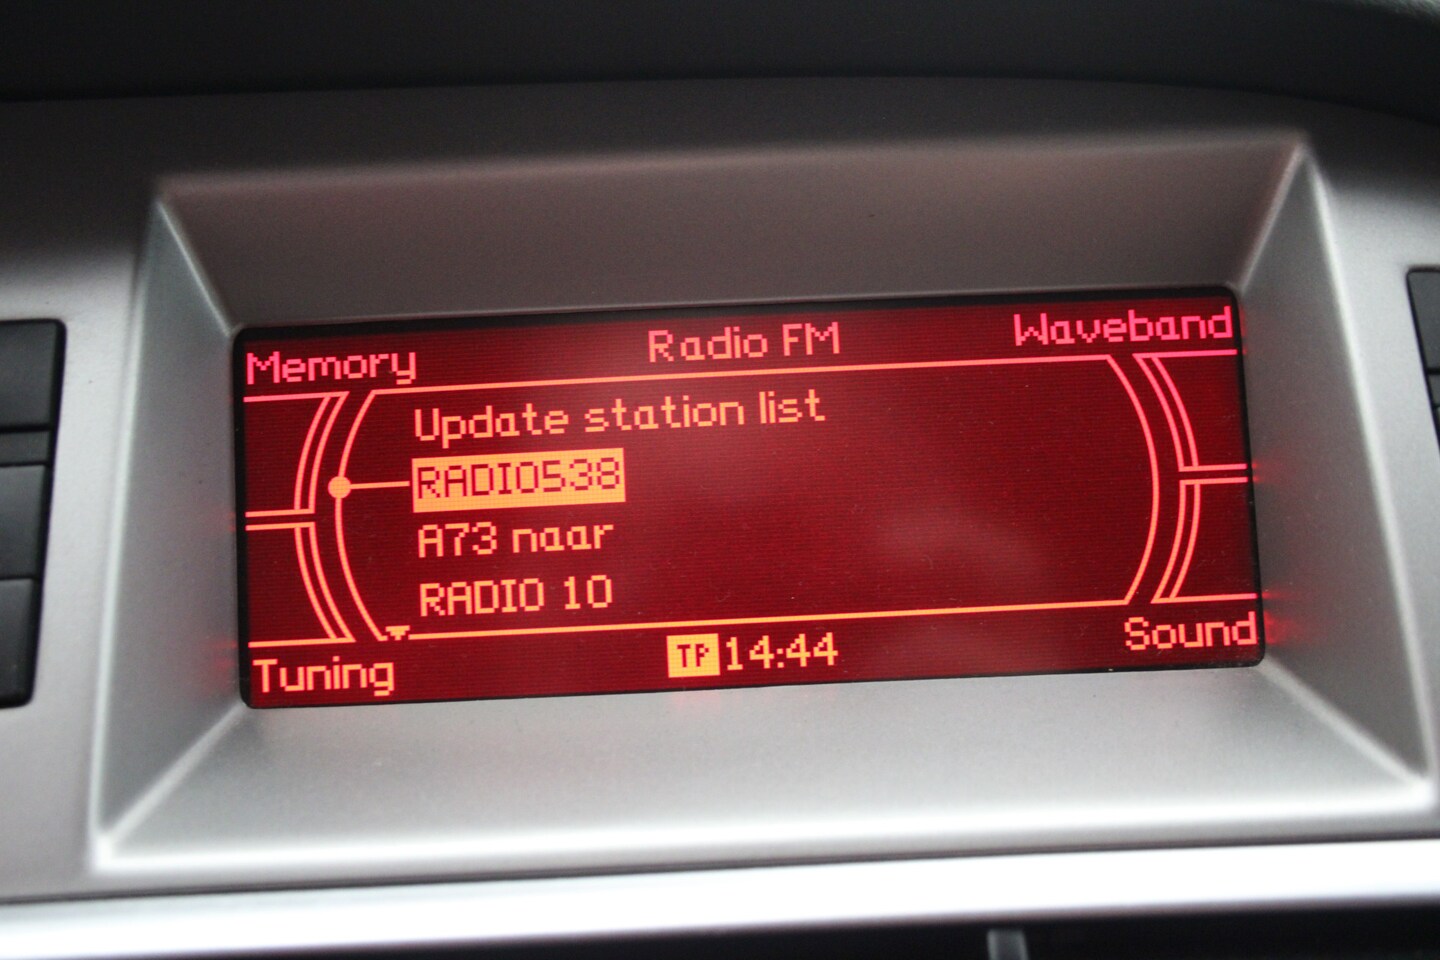 Memory
Radio FM
Waveband
Update station list
RADIO538
A73 naar
RADIO 10
Tuning
TP 14:44
Sound